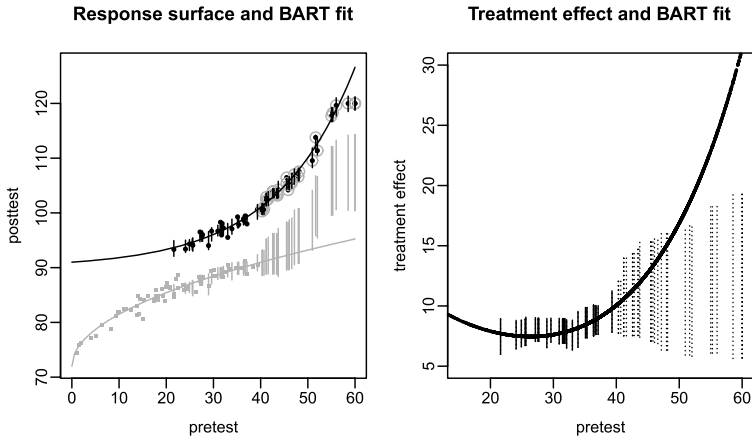 Response surface and BART fit
120
110
100
90
80
70
posttest
0 10 20 30 40 50 60
pretest
Treatment effect and BART fit
30
25
20
15
10
5
treatment effect
20 30 40 50 60
pretest